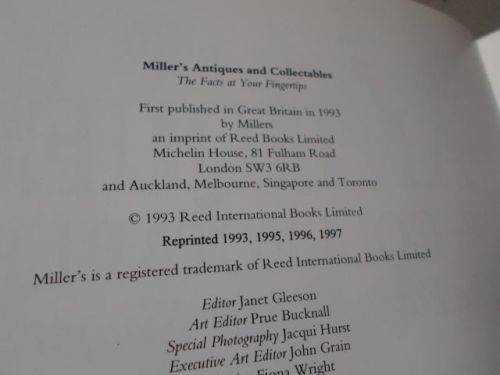 Miller's Antiques and Collectables
The Facts at Your Fingertips
First published in Great Britain in 1993
by Millers
an imprint of Reed Books Limited
Michelin House, 81 Fulham Road
London SW3 6RB
and Auckland, Melbourne, Singapore and Toronto
© 1993 Reed International Books Limited
Reprinted 1993, 1995, 1996, 1997
Miller's is a registered trademark of Reed International Books Limited
Editor Janet Gleeson
Art Editor Prue Bucknall
Special Photography Jacqui Hurst
Executive Art Editor John Grain
Fiona Wright